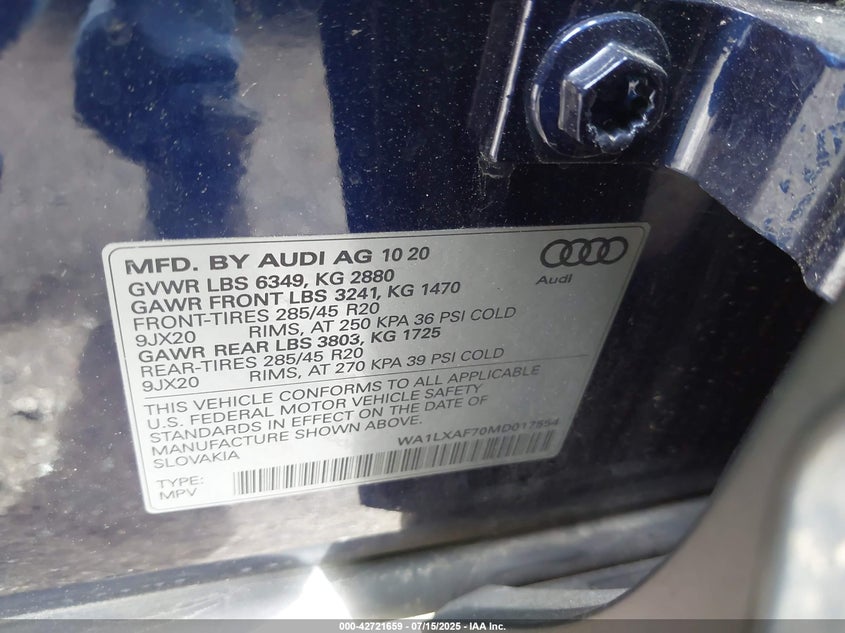 MFD. BY AUDI AG 10 20
GVWR LBS 6349, KG 2880
GAWR FRONT LBS 3241, KG 1470
FRONT-TIRES 285/45 R20
9JX20 RIMS, AT 250 KPA 36 PSI COLD
GAWR REAR LBS 3803, KG 1725
REAR-TIRES 285/45 R20
9JX20 RIMS, AT 270 KPA 39 PSI COLD
THIS VEHICLE CONFORMS TO ALL APPLICABLE
U.S. FEDERAL MOTOR VEHICLE SAFETY
STANDARDS IN EFFECT ON THE DATE OF
MANUFACTURE SHOWN ABOVE.
SLOVAKIA WA1LXAF70MD017554
TYPE:
MPV
Audi
000-42721659 - 07/15/2025 - IAA Inc.